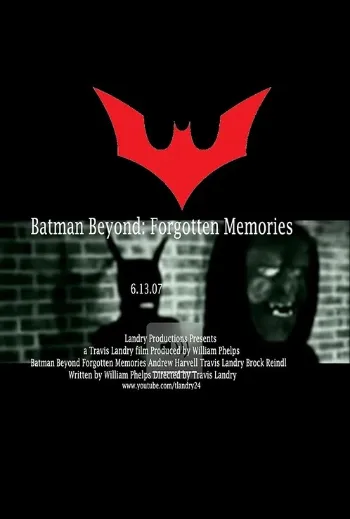 Batman Beyond: Forgotten Memories
6.13.07
Landry Productions Presents
a Travis Landry film Produced by William Phelps
Batman Beyond Forgotten Memories Andrew Harvell Travis Landry Brock Reindl
Written by William Phelps Directed by Travis Landry
www.youtube.com/tlandry24